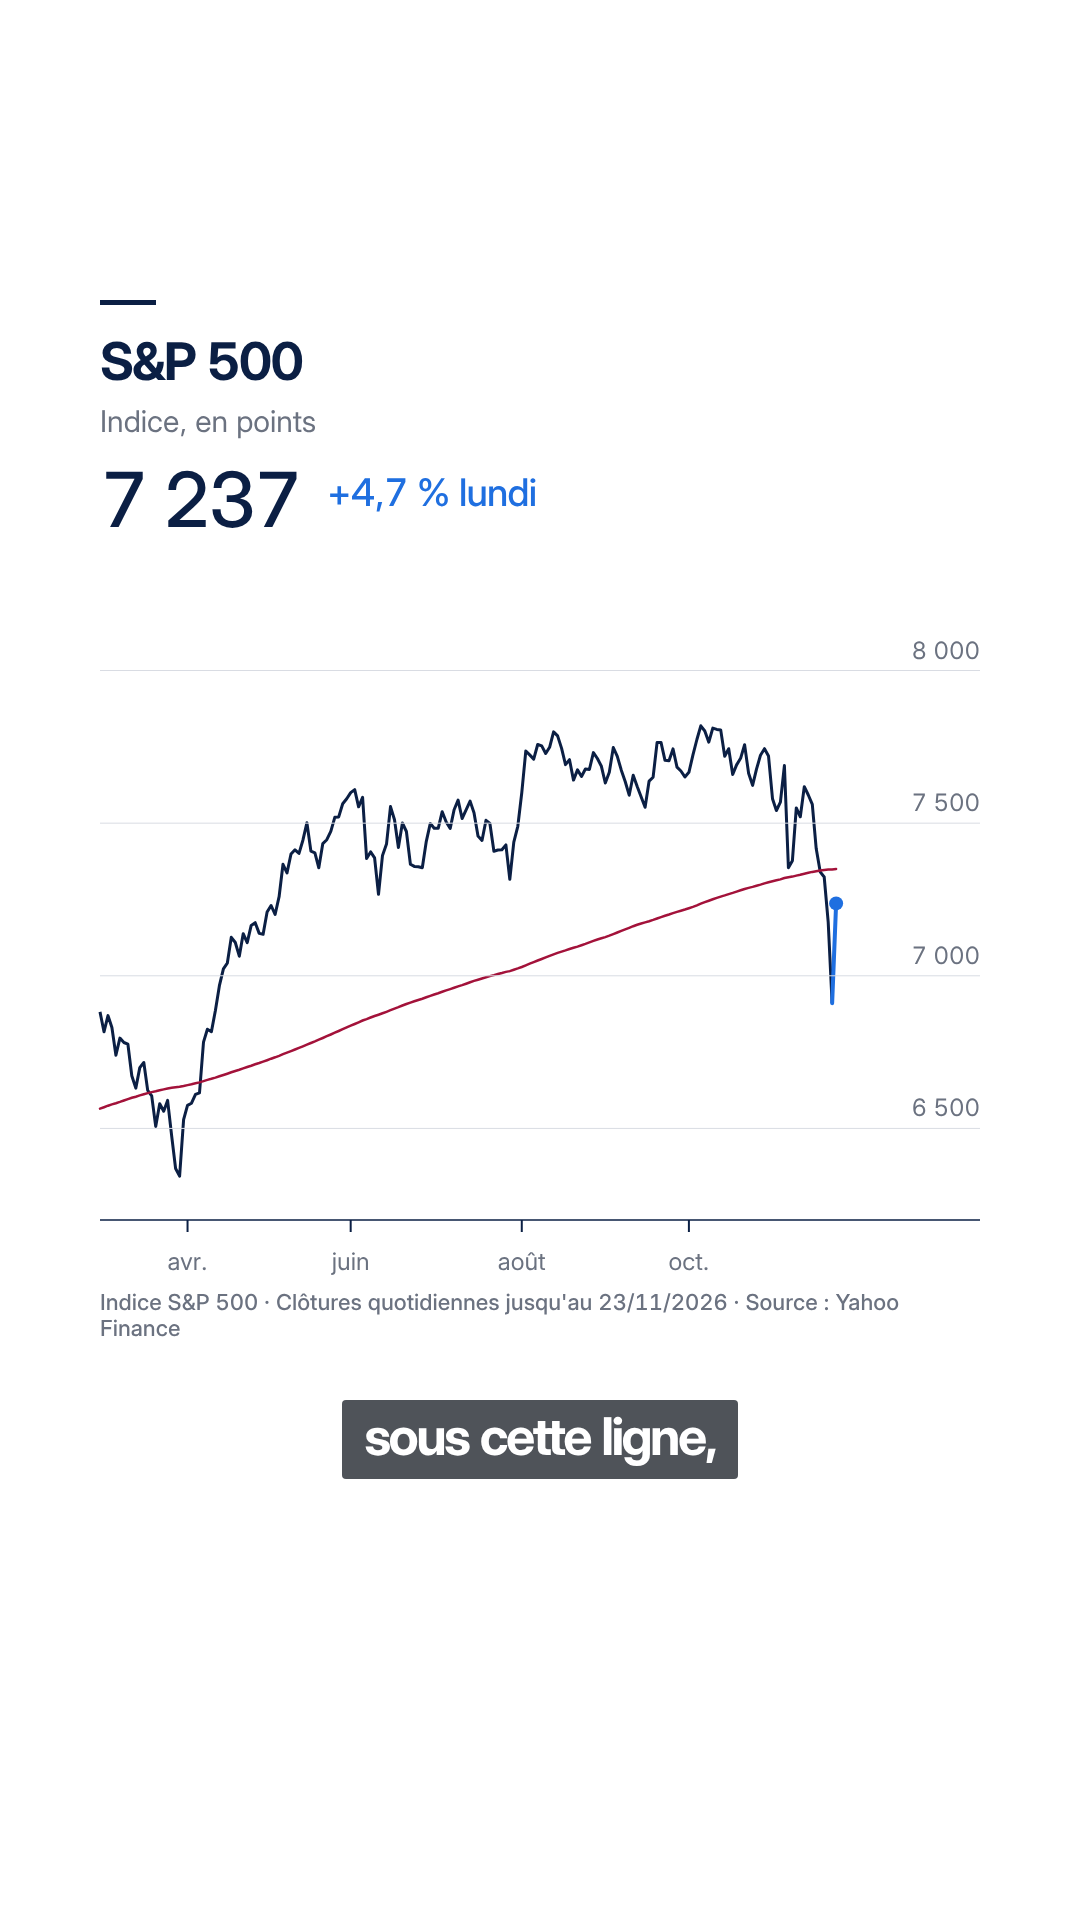 S&P 500
Indice, en points
7 237 +4,7 % lundi
8 000
7 500
7 000
6 500
avr. juin août oct.
Indice S&P 500 · Clôtures quotidiennes jusqu'au 23/11/2026 · Source : Yahoo
Finance
sous cette ligne,